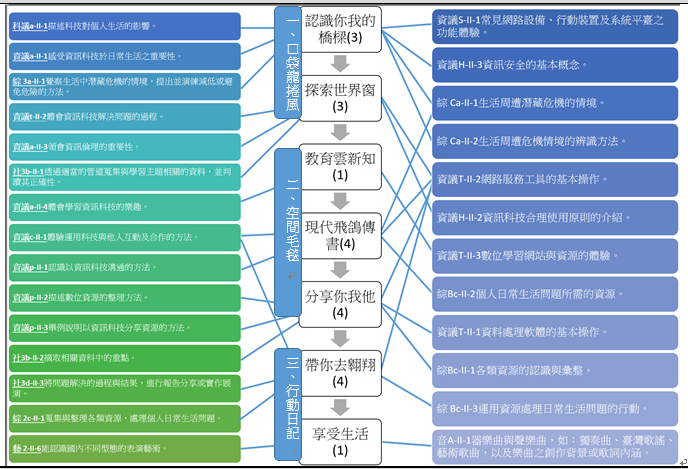 科議a-II-1描述科技對個人生活的影響。
資議a-II-1感受資訊科技於日常生活之重要性。
綜 3a-II-1覺察生活中潛藏危機的情境，提出並演練減低或避
免危險的方法。
資議t-II-2體會資訊科技解決問題的過程。
資議a-II-3領會資訊倫理的重要性。
社3b-II-1透過適當的管道蒐集與學習主題相關的資料，並判
讀其正確性。
資議a-II-4體會學習資訊科技的樂趣。
資議c-II-1體驗運用科技與他人互動及合作的方法。
資議p-II-1認識以資訊科技溝通的方法。
資議p-II-2描述數位資源的整理方法。
資議p-II-3舉例說明以資訊科技分享資源的方法。
社3b-II-2摘取相關資料中的重點。
社3d-II-3將問題解決的過程與結果，進行報告分享或實作展
演。
綜 2c-II-1蒐集與整理各類資源，處理個人日常生活問題。
藝 2-II-6能認識國內不同型態的表演藝術。
一、口袋龍捲風
二、空間毛毯
三、行動日記
認識你我的
橋樑(3)
探索世界窗
(3)
教育雲新知
(1)
現代飛鴿傳
書(4)
分享你我他
(4)
帶你去翱翔
(4)
享受生活
(1)
資議S-II-1常見網路設備、行動裝置及系統平臺之
功能體驗。
資議H-II-3資訊安全的基本概念。
綜 Ca-II-1生活周遭潛藏危機的情境。
綜 Ca-II-2生活周遭危機情境的辨識方法。
資議T-II-2網路服務工具的基本操作。
資議H-II-2資訊科技合理使用原則的介紹。
資議T-II-3數位學習網站與資源的體驗。
綜Bc-II-2個人日常生活問題所需的資源。
資議T-II-1資料處理軟體的基本操作。
綜Bc-II-1各類資源的認識與彙整。
綜 Bc-II-3運用資源處理日常生活問題的行動。
音A-II-1器樂曲與聲樂曲，如：獨奏曲、臺灣歌謠、
藝術歌曲，以及樂曲之創作背景或歌詞內涵。